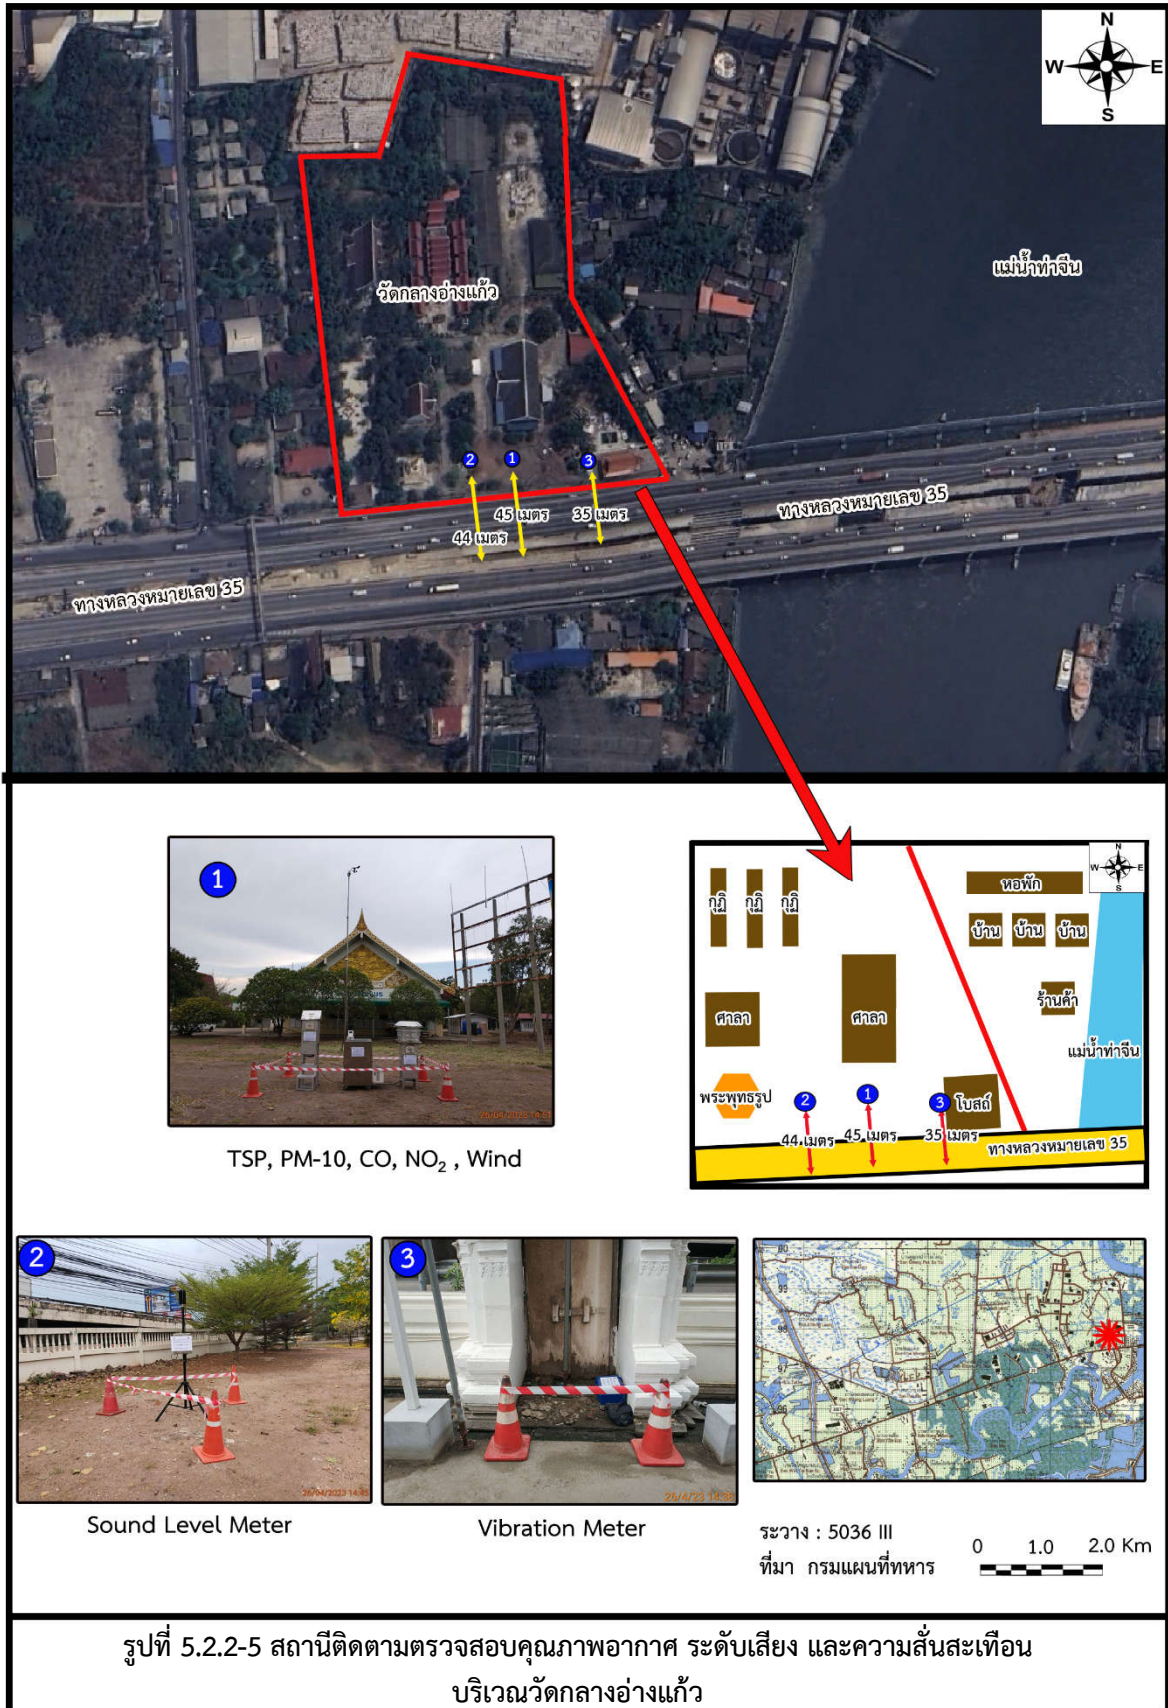 N
W
E
S
แม่น้ำท่าจีน
วัดกลางอ่างแก้ว
2
1
3
45 เมตร
35 เมตร
44 เมตร
ทางหลวงหมายเลข 35
ทางหลวงหมายเลข 35
1
26/04/2023 14:51
TSP, PM-10, CO, NO₂ , Wind
N
W
E
S
หอพัก
กุฏิ
กุฏิ
กุฏิ
บ้าน
บ้าน
บ้าน
ร้านค้า
ศาลา
ศาลา
แม่น้ำท่าจีน
พระพุทธรูป
2
1
3
โบสถ์
44 เมตร
45 เมตร
35 เมตร
ทางหลวงหมายเลข 35
2
26/04/2023 14:45
Sound Level Meter
3
Vibration Meter
ระวาง : 5036 III
ที่มา กรมแผนที่ทหาร
0 1.0 2.0 Km
รูปที่ 5.2.2-5 สถานีติดตามตรวจสอบคุณภาพอากาศ ระดับเสียง และความสั่นสะเทือน
บริเวณวัดกลางอ่างแก้ว